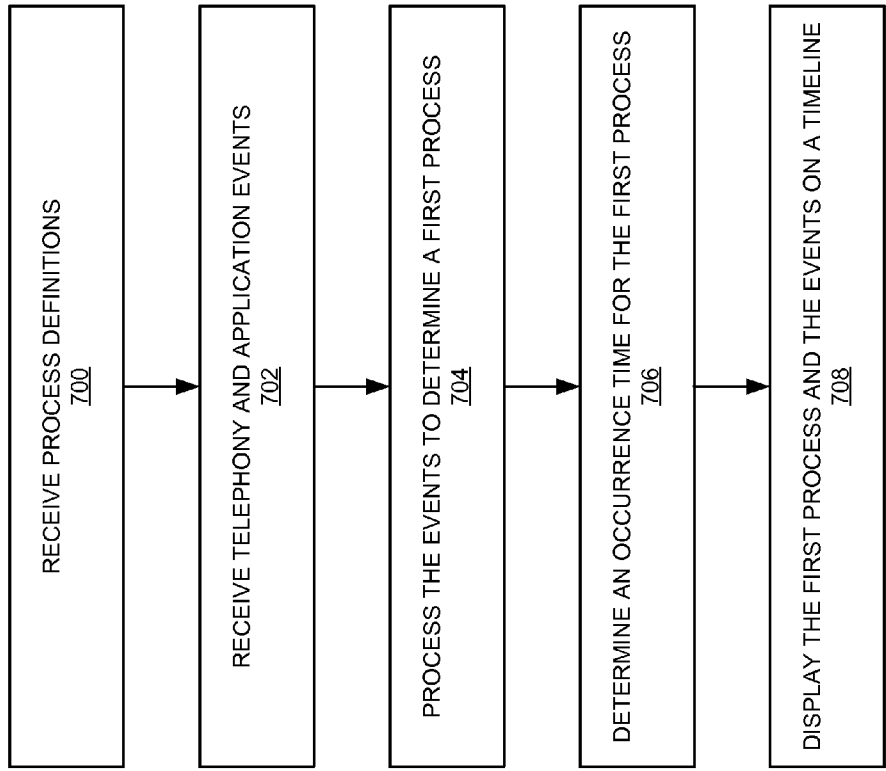 RECEIVE PROCESS DEFINITIONS
700
RECEIVE TELEPHONY AND APPLICATION EVENTS
702
PROCESS THE EVENTS TO DETERMINE A FIRST PROCESS
704
DETERMINE AN OCCURRENCE TIME FOR THE FIRST PROCESS
706
DISPLAY THE FIRST PROCESS AND THE EVENTS ON A TIMELINE
708